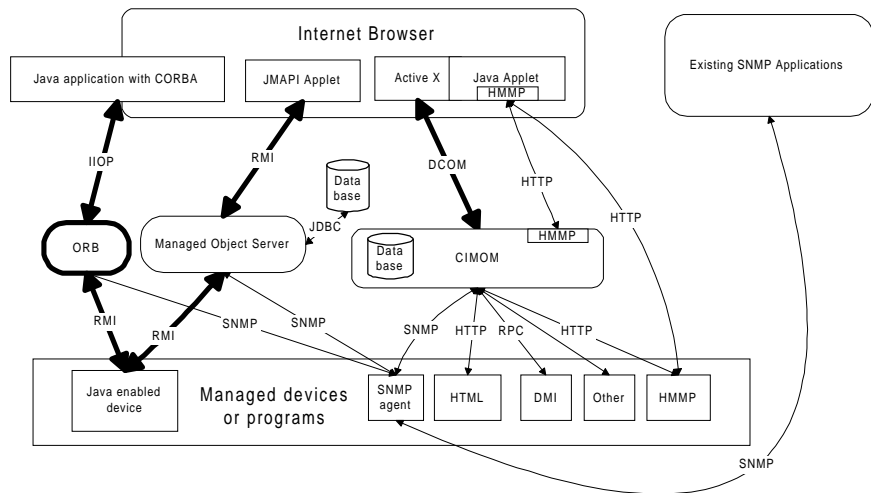 Internet Browser
Java application with CORBA
JMAPI Applet
Active X
Java Applet
HMMP
Existing SNMP Applications
IIOP
RMI
DCOM
HTTP
HTTP
Data
base
JDBC
ORB
Managed Object Server
HMMP
Data
base
CIMOM
RMI
RMI
SNMP
SNMP
SNMP
HTTP
RPC
HTTP
Java enabled
device
Managed devices
or programs
SNMP
agent
HTML
DMI
Other
HMMP
SNMP